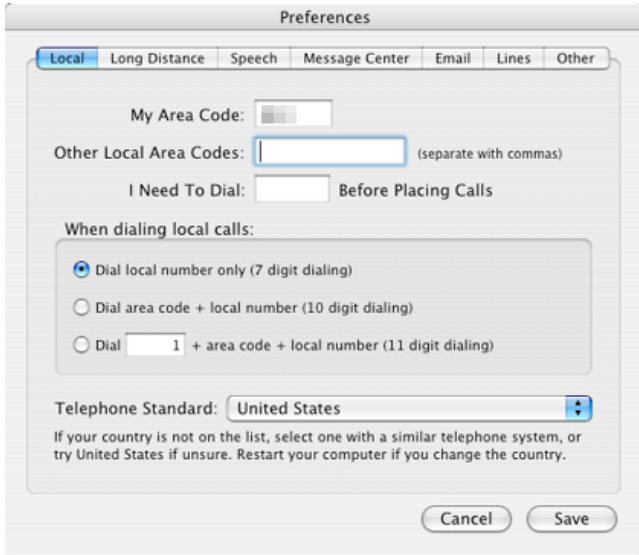 Preferences
Local Long Distance Speech Message Center Email Lines Other
My Area Code:
Other Local Area Codes: (separate with commas)
I Need To Dial: Before Placing Calls
When dialing local calls:
Dial local number only (7 digit dialing)
Dial area code + local number (10 digit dialing)
Dial 1 + area code + local number (11 digit dialing)
Telephone Standard: United States
If your country is not on the list, select one with a similar telephone system, or
try United States if unsure. Restart your computer if you change the country.
Cancel Save